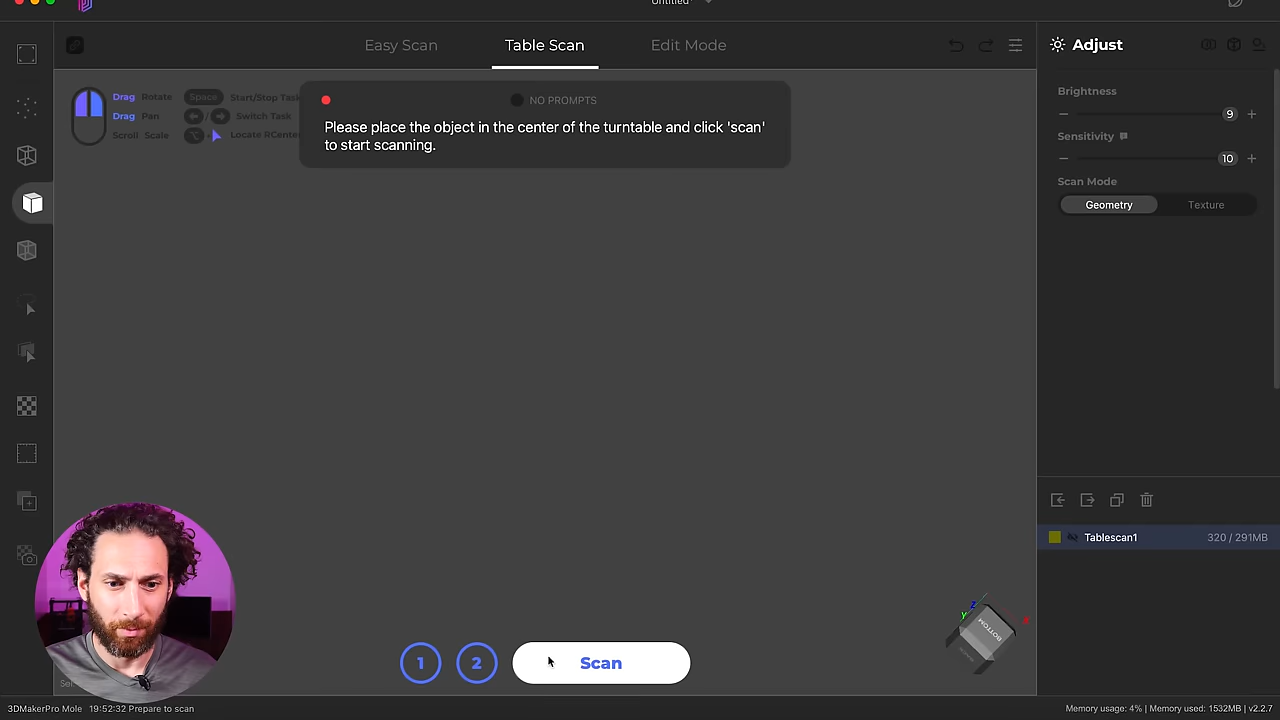 Untitled*
Easy Scan
Table Scan
Edit Mode
Adjust
Drag Rotate Space Start/Stop Task
Drag Pan / Switch Task
Scroll Scale Locate RCenter
NO PROMPTS
Please place the object in the center of the turntable and click 'scan'
to start scanning.
Brightness
9
Sensitivity
10
Scan Mode
Geometry Texture
Tablescan1 320 / 291MB
Z
Y
X
BOTTOM
1 2 Scan
3DMakerPro Mole 19:52:32 Prepare to scan
Memory usage: 4% | Memory used: 1532MB | v2.2.7